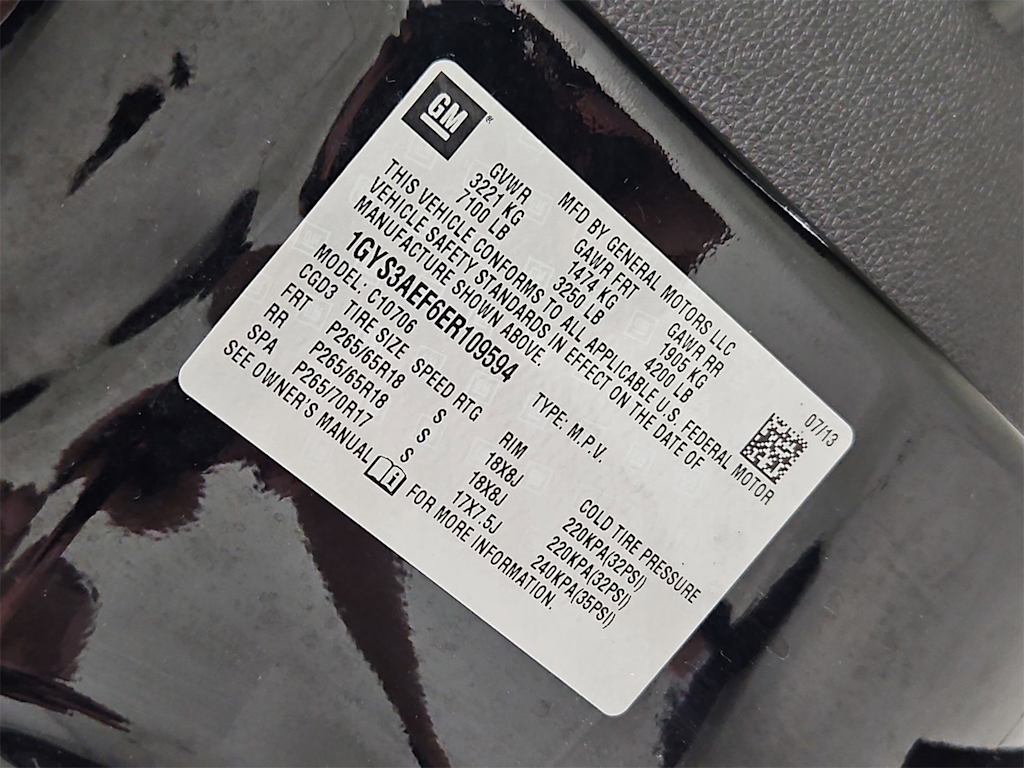 GM®
MFD BY GENERAL MOTORS LLC 07/13
GVWR GAWR FRT GAWR RR
3221 KG 1474 KG 1905 KG
7100 LB 3250 LB 4200 LB
THIS VEHICLE CONFORMS TO ALL APPLICABLE U.S. FEDERAL MOTOR
VEHICLE SAFETY STANDARDS IN EFFECT ON THE DATE OF
MANUFACTURE SHOWN ABOVE.
1GYS3AEF6ER109594 TYPE: M.P.V.
MODEL: C10706
CGD3 TIRE SIZE SPEED RTG RIM COLD TIRE PRESSURE
FRT P265/65R18 S 18X8J 220KPA(32PSI)
RR P265/65R18 S 18X8J 220KPA(32PSI)
SPA P265/70R17 S 17X7.5J 240KPA(35PSI)
SEE OWNER'S MANUAL FOR MORE INFORMATION.